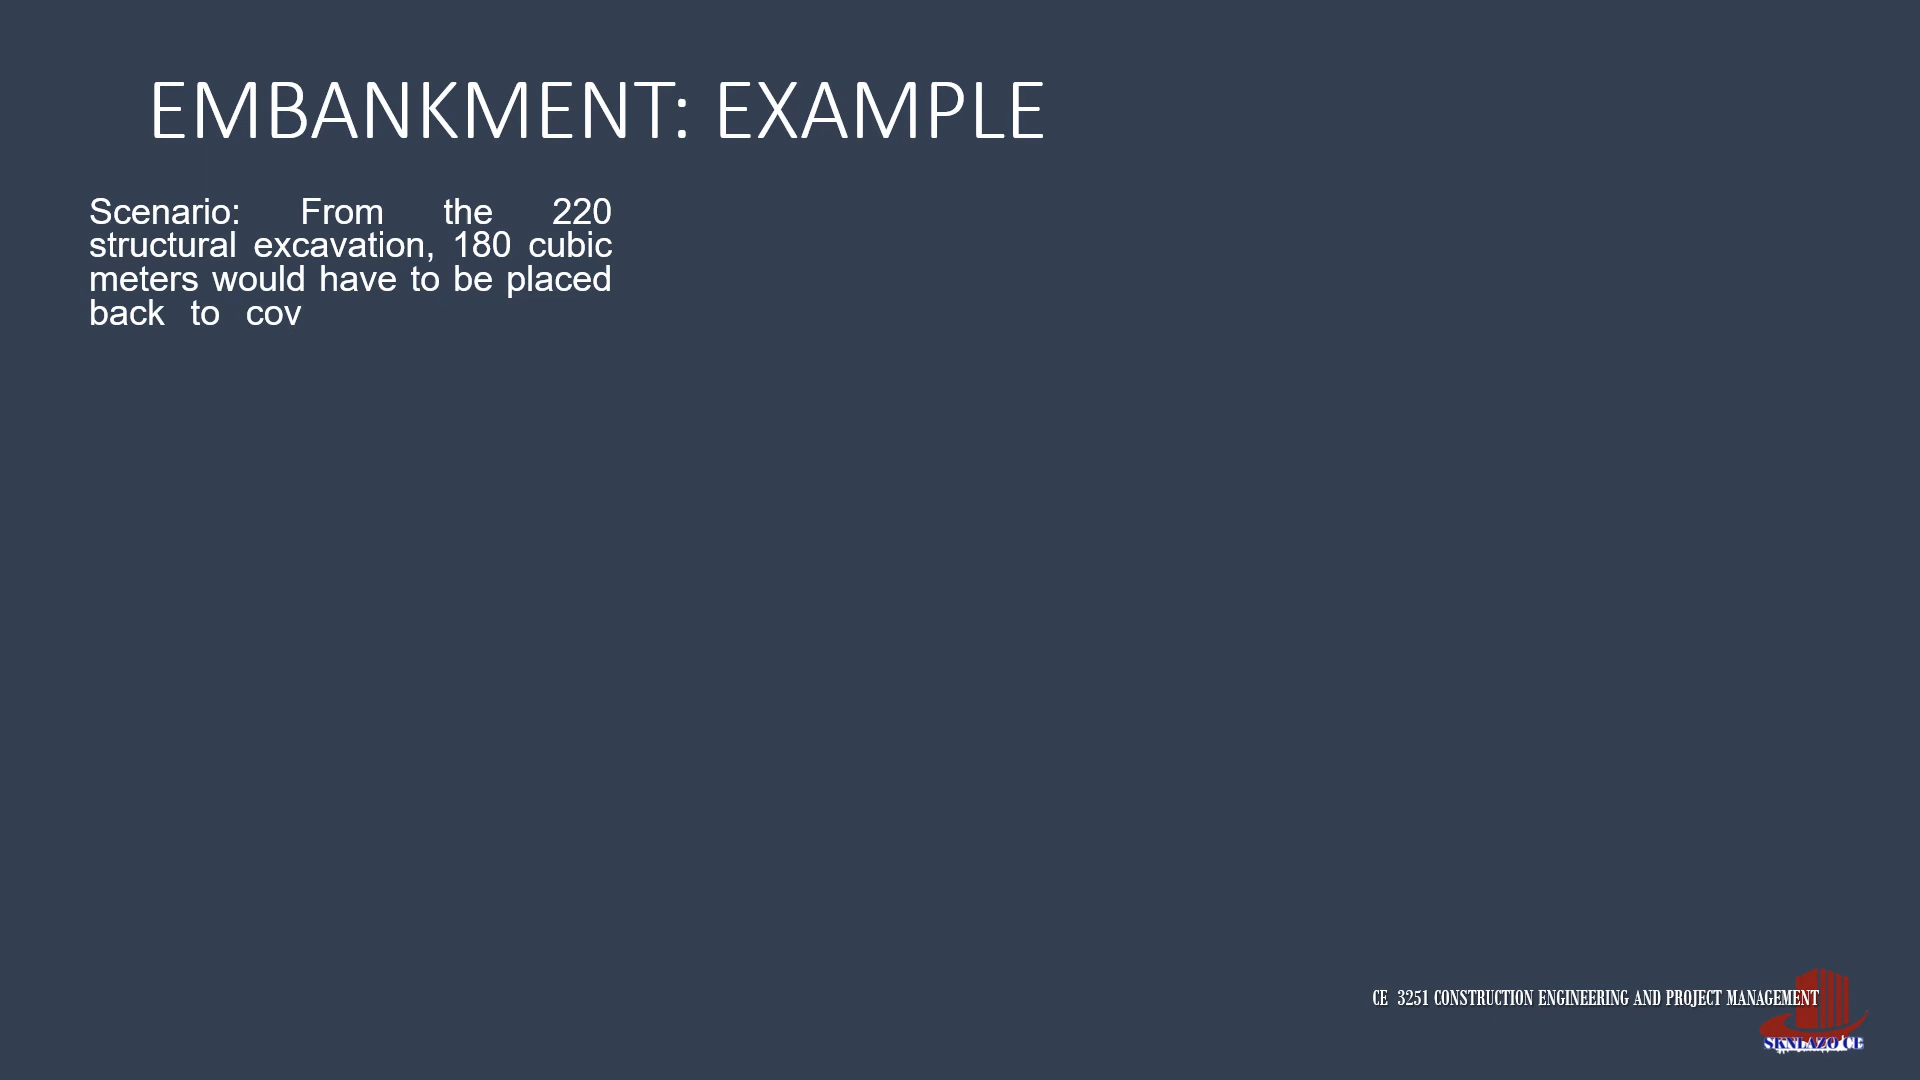 EMBANKMENT: EXAMPLE
Scenario: From the 220
structural excavation, 180 cubic
meters would have to be placed
back to cov
CE 3251 CONSTRUCTION ENGINEERING AND PROJECT MANAGEMENT